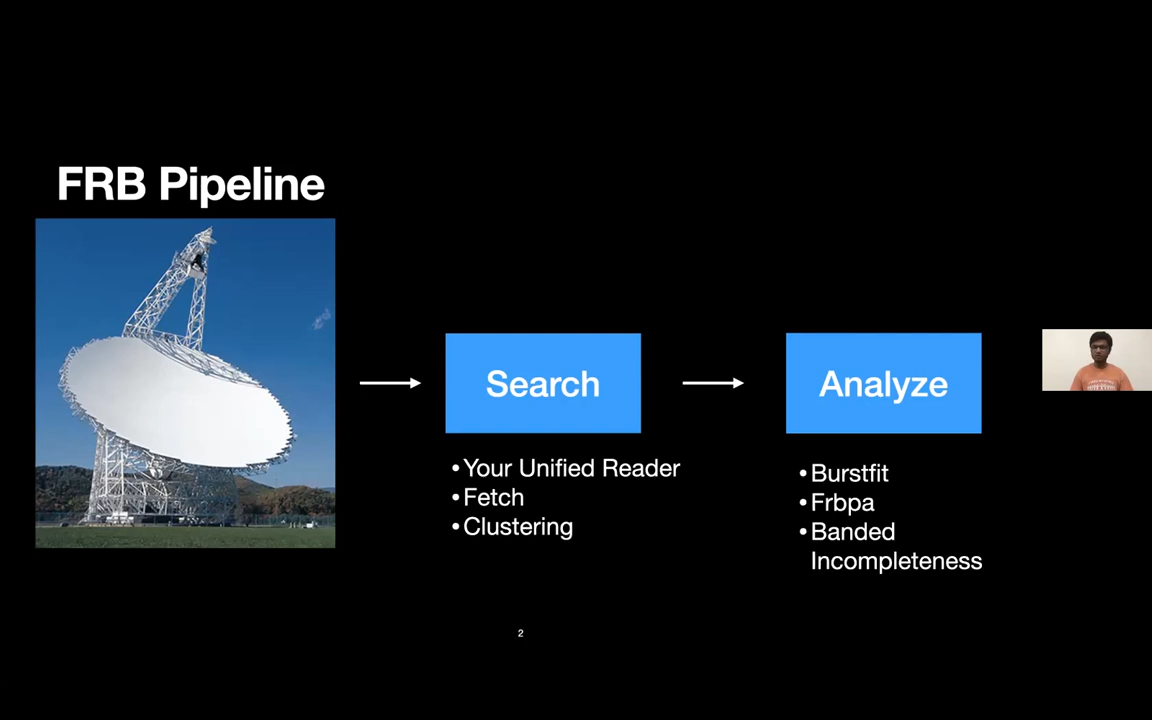 FRB Pipeline
Search
• Your Unified Reader
• Fetch
• Clustering
Analyze
• Burstfit
• Frbpa
• Banded
Incompleteness
2